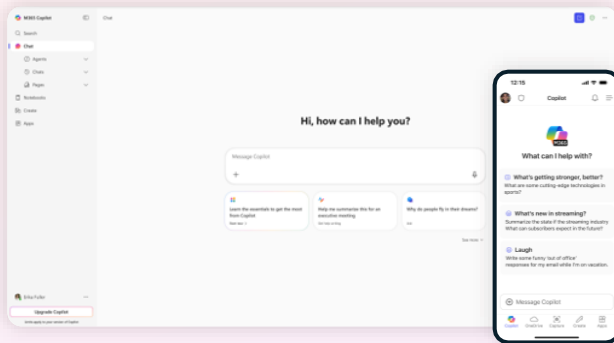 M365 Copilot
Chat
Search
Chat
Agents
Chats
Pages
Notebooks
Create
Apps
Hi, how can I help you?
Message Copilot
Learn the essentials to get the most
from Copilot
Help me summarize this for an
executive meeting
Why do people fly in their dreams?
See more
Erika Fuller
Upgrade Copilot
12:15
Copilot
M365
What can I help with?
What's getting stronger, better?
What are some cutting-edge technologies in
sports?
What's new in streaming?
Summarize the state if the streaming industry
What can subscribers expect in the future?
Laugh
Write some funny 'out of office'
responses for my email while I'm on vacation.
Message Copilot
Copilot
OneDrive
Capture
Create
Apps